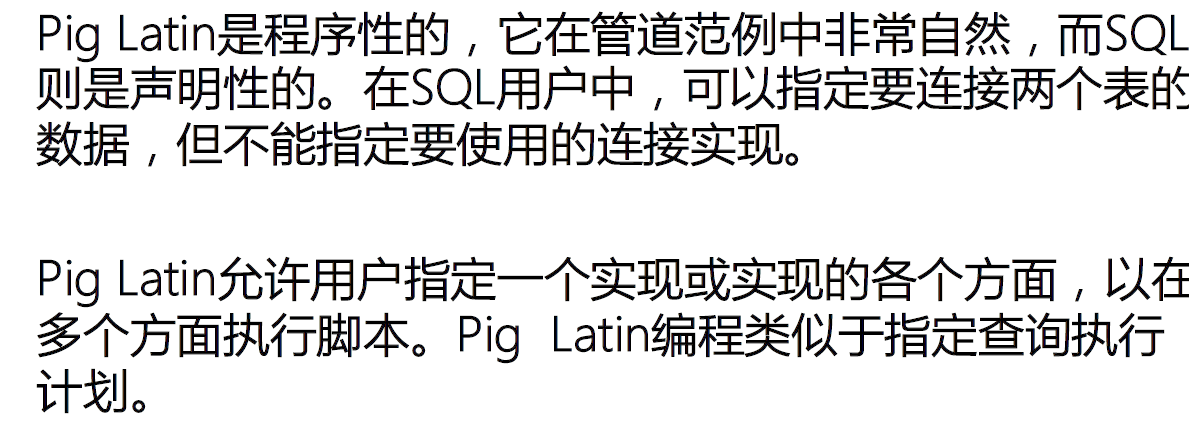 Pig Latin是程序性的，它在管道范例中非常自然，而SQL
则是声明性的。在SQL用户中，可以指定要连接两个表的
数据，但不能指定要使用的连接实现。
Pig Latin允许用户指定一个实现或实现的各个方面，以在
多个方面执行脚本。Pig  Latin编程类似于指定查询执行
计划。